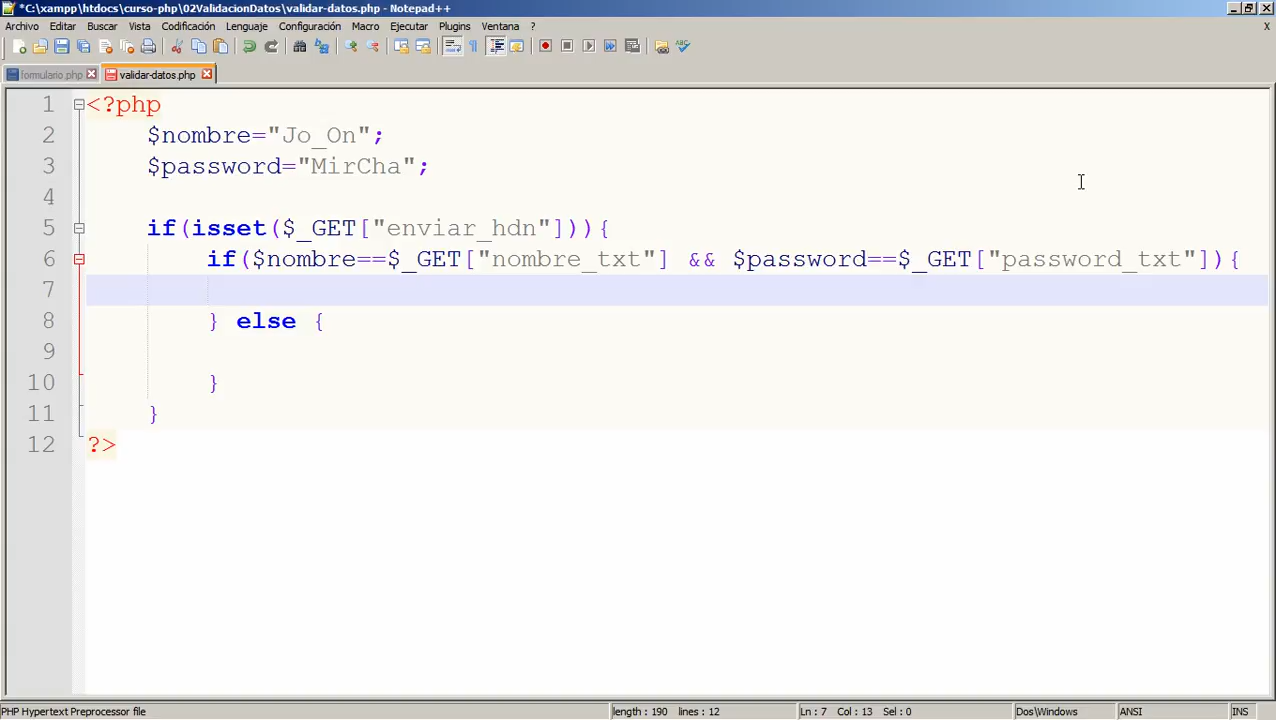 *C:\xampp\htdocs\curso-php\02ValidacionDatos\validar-datos.php - Notepad++
Archivo Editar Buscar Vista Codificación Lenguaje Configuración Macro Ejecutar Plugins Ventana ? X
formulario.php validar-datos.php
1 <?php
2 $nombre="Jo_On";
3 $password="MirCha";
4
5 if(isset($_GET["enviar_hdn"])){
6 if($nombre==$_GET["nombre_txt"] && $password==$_GET["password_txt"]){
7
8 } else {
9
10 }
11 }
12 ?>
PHP Hypertext Preprocessor file length : 190 lines : 12 Ln : 7 Col : 13 Sel : 0 Dos\Windows ANSI INS